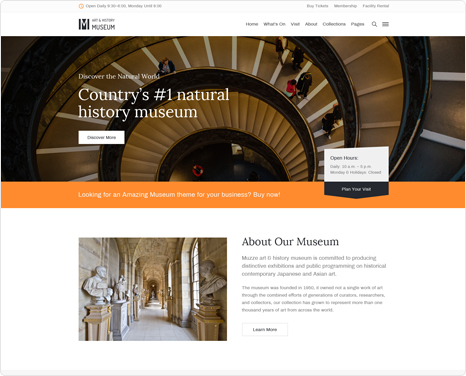 Open Daily 9:30–6:00, Monday Until 8:00
Buy Tickets Membership Facility Rental
ART & HISTORY
MUSEUM
Home What's On Visit About Collections Pages
Discover the Natural World
Country's #1 natural
history museum
Discover More
Open Hours:
Daily: 10 a.m. – 9 p.m.
Monday & Holidays: Closed
Plan Your Visit
Looking for an Amazing Museum theme for your business? Buy now!
About Our Museum
Muzze art & history museum is committed to producing
distinctive exhibitions and public programming on historical
contemporary Japanese and Asian art.
The museum was founded in 1950, it owned not a single work of art
through the combined efforts of generations of curators, researchers,
and collectors, our collection has grown to represent more than one
thousand years of art from across the world.
Learn More